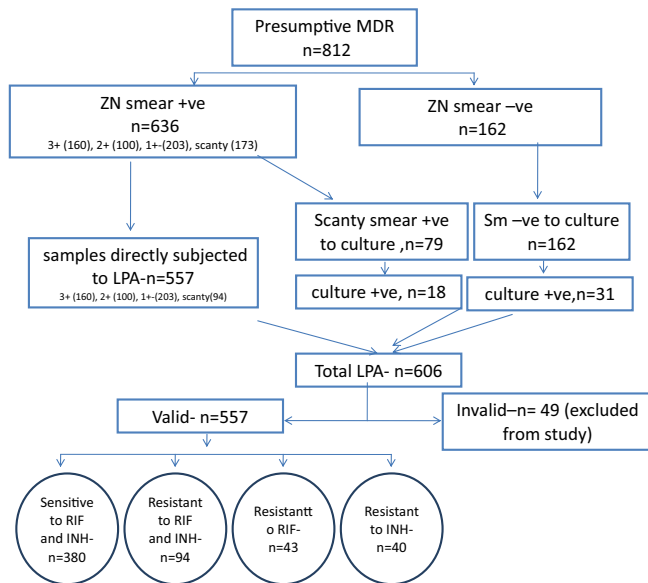 Presumptive MDR
n=812
ZN smear +ve
n=636
3+ (160), 2+ (100), 1+-(203), scanty (173)
ZN smear –ve
n=162
Scanty smear +ve
to culture ,n=79
Sm –ve to culture
n=162
samples directly subjected
to LPA-n=557
3+ (160), 2+ (100), 1+-(203), scanty(94)
culture +ve, n=18
culture +ve,n=31
Total LPA- n=606
Valid- n=557
Invalid–n= 49 (excluded
from study)
Sensitive
to RIF
and INH-
n=380
Resistant
to RIF
and INH-
n=94
Resistantt
o RIF-
n=43
Resistant
to INH-
n=40